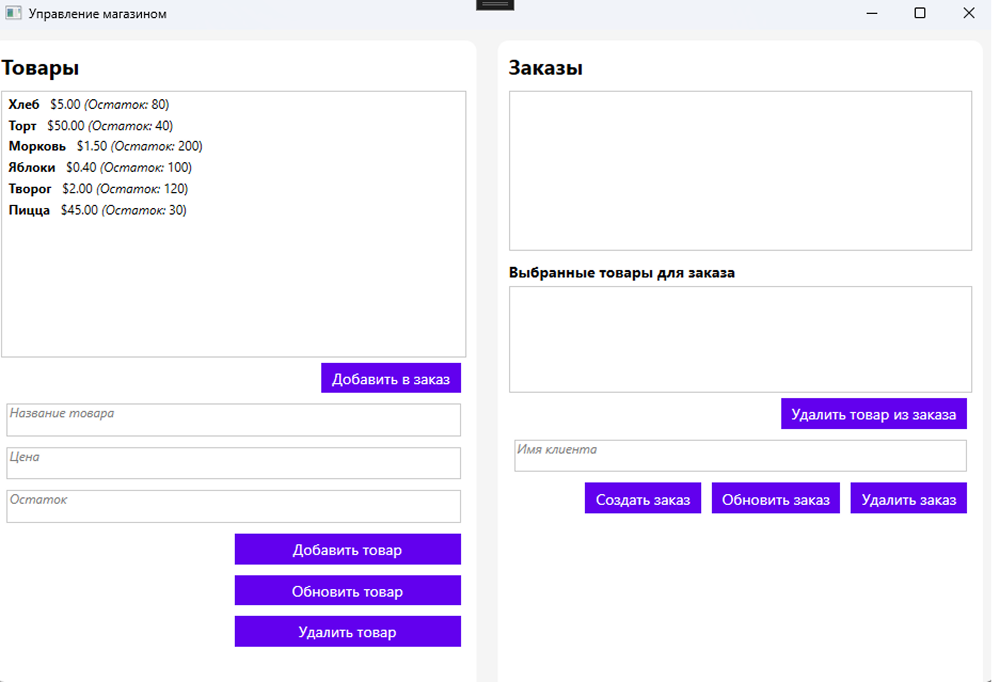 Управление магазином
Товары
Хлеб $5.00 (Остаток: 80)
Торт $50.00 (Остаток: 40)
Морковь $1.50 (Остаток: 200)
Яблоки $0.40 (Остаток: 100)
Творог $2.00 (Остаток: 120)
Пицца $45.00 (Остаток: 30)
Добавить в заказ
Название товара
Цена
Остаток
Добавить товар
Обновить товар
Удалить товар
Заказы
Выбранные товары для заказа
Удалить товар из заказа
Имя клиента
Создать заказ Обновить заказ Удалить заказ